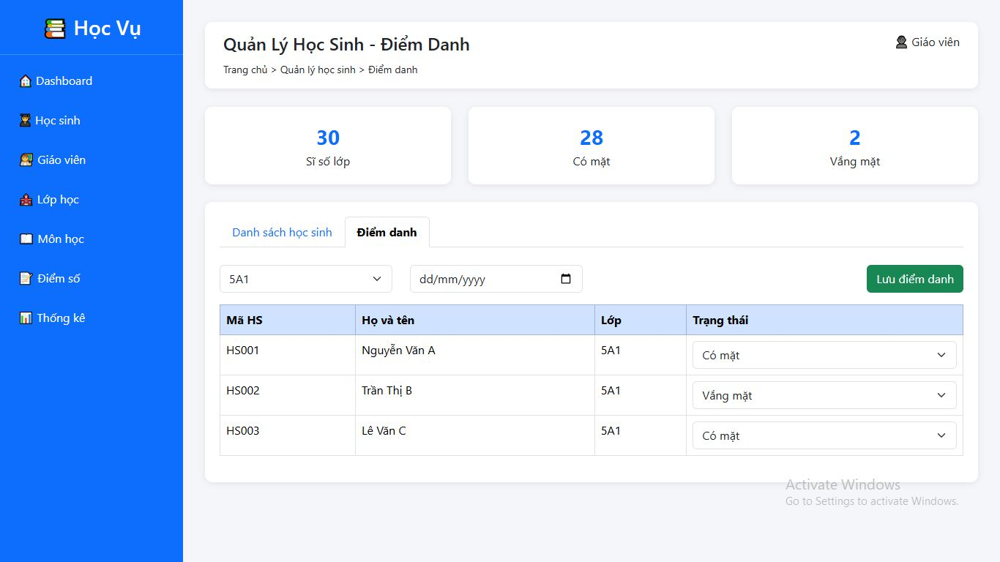 Học Vụ
Dashboard
Học sinh
Giáo viên
Lớp học
Môn học
Điểm số
Thống kê
Quản Lý Học Sinh - Điểm Danh
Giáo viên
Trang chủ > Quản lý học sinh > Điểm danh
30
Sĩ số lớp
28
Có mặt
2
Vắng mặt
Danh sách học sinh
Điểm danh
5A1
dd/mm/yyyy
Lưu điểm danh
Mã HS Họ và tên Lớp Trạng thái
HS001 Nguyễn Văn A 5A1 Có mặt
HS002 Trần Thị B 5A1 Vắng mặt
HS003 Lê Văn C 5A1 Có mặt
Activate Windows
Go to Settings to activate Windows.